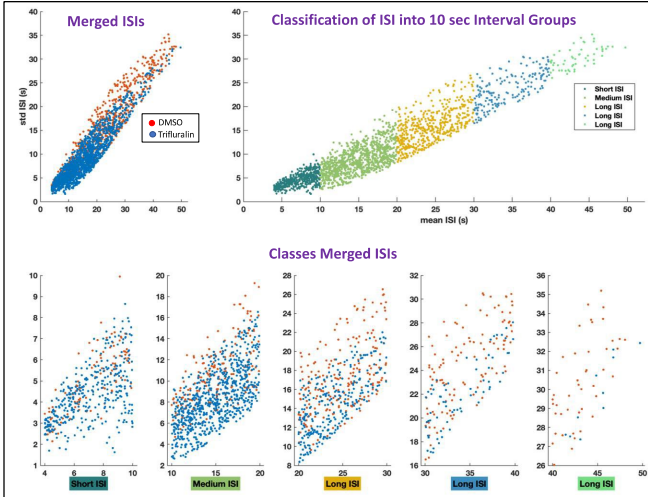 Merged ISIs
Classification of ISI into 10 sec Interval Groups
std ISI (s)
40
35
30
25
20
15
10
5
0
0 10 20 30 40 50
DMSO
Trifluralin
40
35
30
25
20
15
10
5
0
0 5 10 15 20 25 30 35 40 45 50
mean ISI (s)
Short ISI
Medium ISI
Long ISI
Long ISI
Long ISI
Classes Merged ISIs
10
9
8
7
6
5
4
3
2
1
4 6 8 10
Short ISI
20
18
16
14
12
10
8
6
4
2
10 15 20
Medium ISI
28
26
24
22
20
18
16
14
12
10
8
20 25 30
Long ISI
32
30
28
26
24
22
20
18
16
30 35 40
Long ISI
36
35
34
33
32
31
30
29
28
27
26
40 45 50
Long ISI